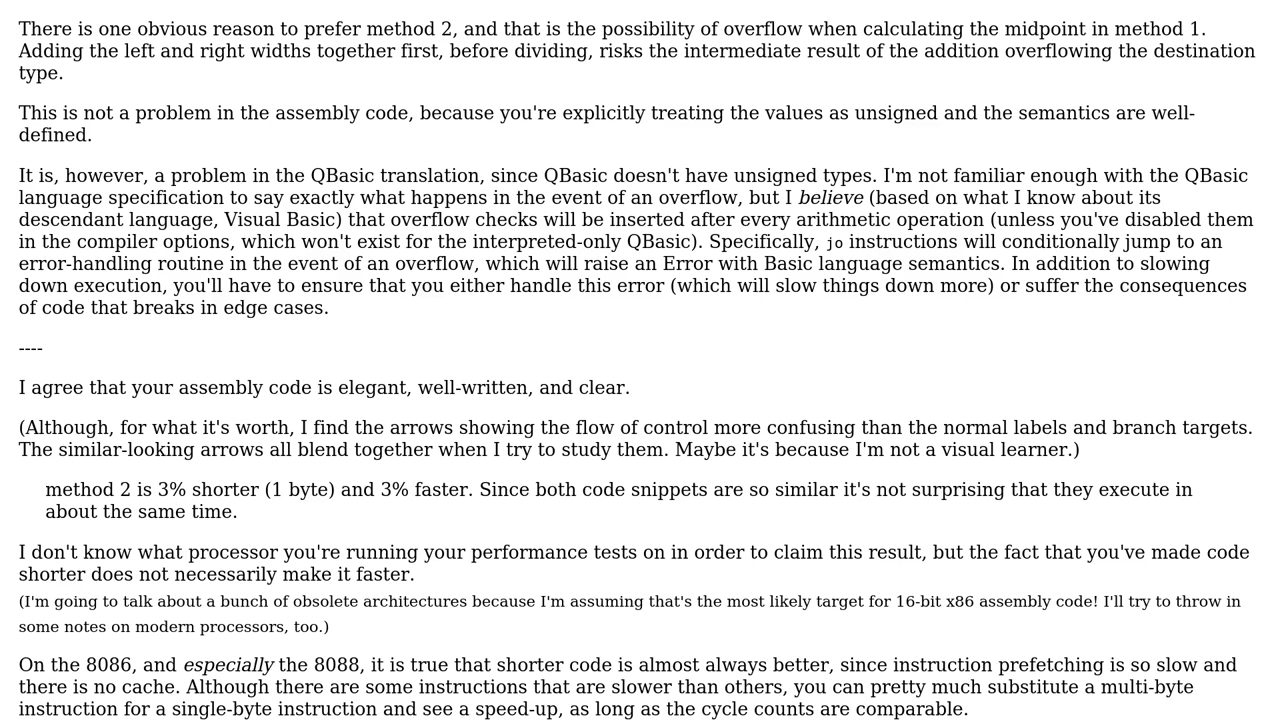 There is one obvious reason to prefer method 2, and that is the possibility of overflow when calculating the midpoint in method 1.
Adding the left and right widths together first, before dividing, risks the intermediate result of the addition overflowing the destination
type.
This is not a problem in the assembly code, because you're explicitly treating the values as unsigned and the semantics are well-
defined.
It is, however, a problem in the QBasic translation, since QBasic doesn't have unsigned types. I'm not familiar enough with the QBasic
language specification to say exactly what happens in the event of an overflow, but I believe (based on what I know about its
descendant language, Visual Basic) that overflow checks will be inserted after every arithmetic operation (unless you've disabled them
in the compiler options, which won't exist for the interpreted-only QBasic). Specifically, jo instructions will conditionally jump to an
error-handling routine in the event of an overflow, which will raise an Error with Basic language semantics. In addition to slowing
down execution, you'll have to ensure that you either handle this error (which will slow things down more) or suffer the consequences
of code that breaks in edge cases.
----
I agree that your assembly code is elegant, well-written, and clear.
(Although, for what it's worth, I find the arrows showing the flow of control more confusing than the normal labels and branch targets.
The similar-looking arrows all blend together when I try to study them. Maybe it's because I'm not a visual learner.)
method 2 is 3% shorter (1 byte) and 3% faster. Since both code snippets are so similar it's not surprising that they execute in
about the same time.
I don't know what processor you're running your performance tests on in order to claim this result, but the fact that you've made code
shorter does not necessarily make it faster.
(I'm going to talk about a bunch of obsolete architectures because I'm assuming that's the most likely target for 16-bit x86 assembly code! I'll try to throw in
some notes on modern processors, too.)
On the 8086, and especially the 8088, it is true that shorter code is almost always better, since instruction prefetching is so slow and
there is no cache. Although there are some instructions that are slower than others, you can pretty much substitute a multi-byte
instruction for a single-byte instruction and see a speed-up, as long as the cycle counts are comparable.